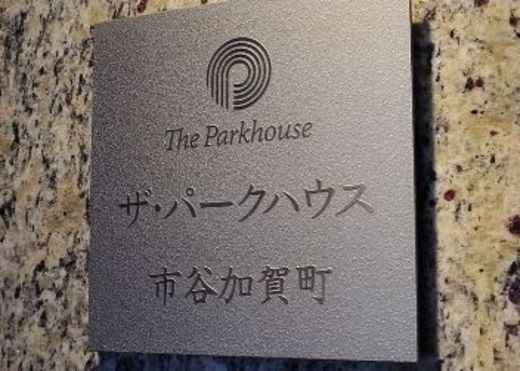 The Parkhouse
ザ・パークハウス
市谷加賀町